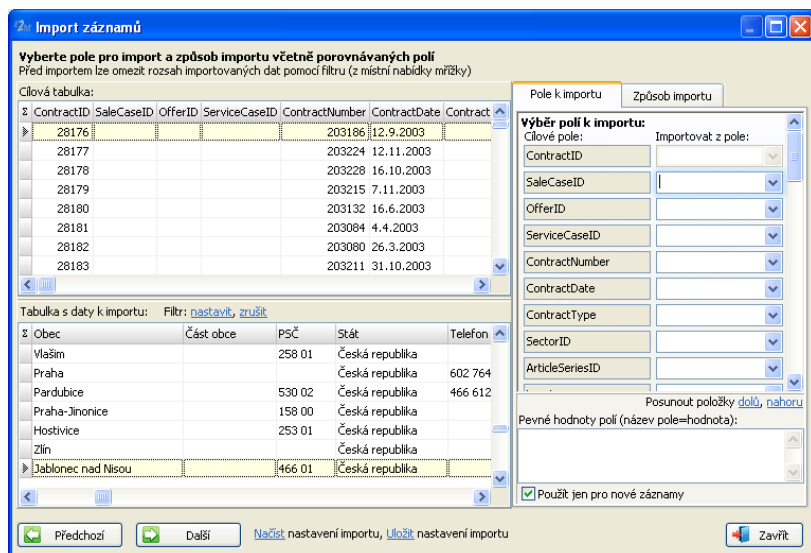 Import záznamů
Vyberte pole pro import a způsob importu včetně porovnávaných polí
Před importem lze omezit rozsah importovaných dat pomocí filtru (z místní nabídky mřížky)
Cílová tabulka:
Σ ContractID SaleCaseID OfferID ServiceCaseID ContractNumber ContractDate Contract
28176 203186 12.9.2003
28177 203224 12.11.2003
28178 203228 16.10.2003
28179 203215 7.11.2003
28180 203132 16.6.2003
28181 203084 4.4.2003
28182 203080 26.3.2003
28183 203211 31.10.2003
Tabulka s daty k importu: Filtr: nastavit, zrušit
Σ Obec Část obce PSČ Stát Telefon
Vlašim 258 01 Česká republika
Praha Česká republika 602 764
Pardubice 530 02 Česká republika 466 612
Praha-Jinonice 158 00 Česká republika
Hostivice 253 01 Česká republika
Zlín Česká republika
Jablonec nad Nisou 466 01 Česká republika
Pole k importu Způsob importu
Výběr polí k importu:
Cílové pole: Importovat z pole:
ContractID
SaleCaseID
OfferID
ServiceCaseID
ContractNumber
ContractDate
ContractType
SectorID
ArticleSeriesID
Posunout položky dolů, nahoru
Pevné hodnoty polí (název pole=hodnota):
Použít jen pro nové záznamy
Předchozí Další Načíst nastavení importu, Uložit nastavení importu Zavřít